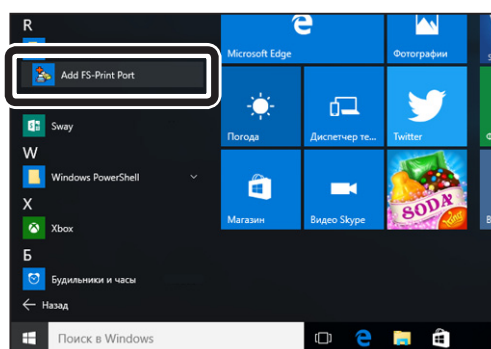 R
Add FS-Print Port
Sway
W
Windows PowerShell
X
Xbox
Б
Будильники и часы
Назад
Поиск в Windows
Microsoft Edge
Фотографии
Погода
Диспетчер те...
Twitter
Магазин
Видео Skype
SODA
King